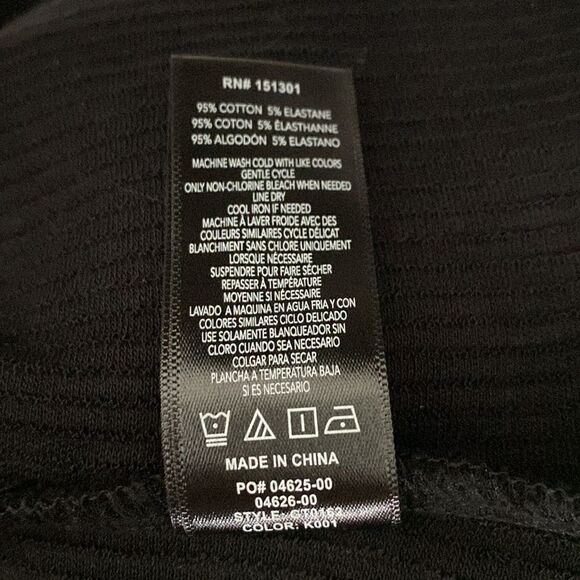 RN# 151301
95% COTTON 5% ELASTANE
95% COTON 5% ÉLASTHANNE
95% ALGODÓN 5% ELASTANO
MACHINE WASH COLD WITH LIKE COLORS
GENTLE CYCLE
ONLY NON-CHLORINE BLEACH WHEN NEEDED
LINE DRY
COOL IRON IF NEEDED
MACHINE À LAVER FROIDE AVEC DES
COULEURS SIMILAIRES CYCLE DÉLICAT
BLANCHIMENT SANS CHLORE UNIQUEMENT
LORSQUE NÉCESSAIRE
SUSPENDRE POUR FAIRE SÉCHER
REPASSER À TEMPÉRATURE
MOYENNE SI NÉCESSAIRE
LAVADO A MAQUINA EN AGUA FRIA Y CON
COLORES SIMILARES CICLO DELICADO
USE SOLAMENTE BLANQUEADOR SIN
CLORO CUANDO SEA NECESARIO
COLGAR PARA SECAR
PLANCHA A TEMPERATURA BAJA
SI ES NECESARIO
MADE IN CHINA
PO# 04625-00
04626-00
STYLE: GT0162
COLOR: K001